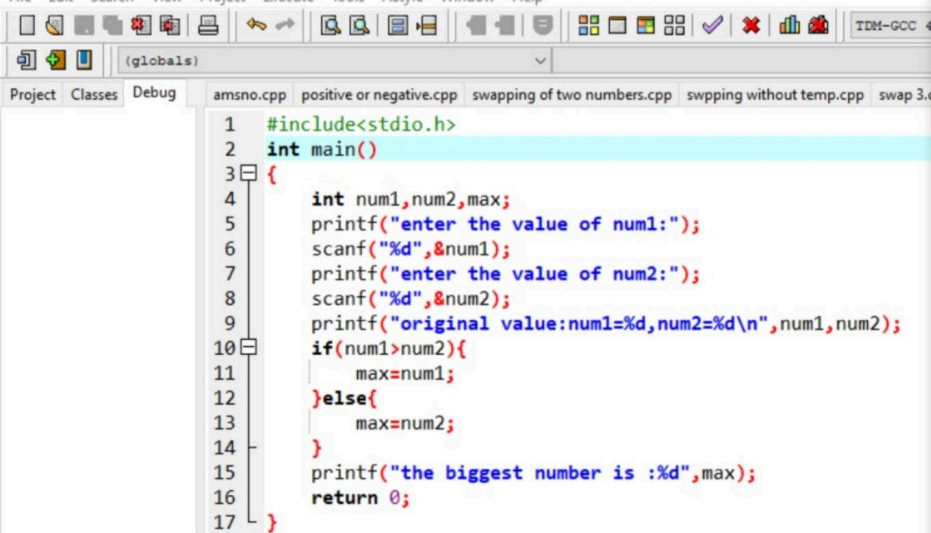 TDM-GCC 4
(globals)
Project Classes Debug
amsno.cpp positive or negative.cpp swapping of two numbers.cpp swpping without temp.cpp swap 3.c
1 #include<stdio.h>
2 int main()
3 {
4 int num1,num2,max;
5 printf("enter the value of num1:");
6 scanf("%d",&num1);
7 printf("enter the value of num2:");
8 scanf("%d",&num2);
9 printf("original value:num1=%d,num2=%d\n",num1,num2);
10 if(num1>num2){
11 max=num1;
12 }else{
13 max=num2;
14 }
15 printf("the biggest number is :%d",max);
16 return 0;
17 }